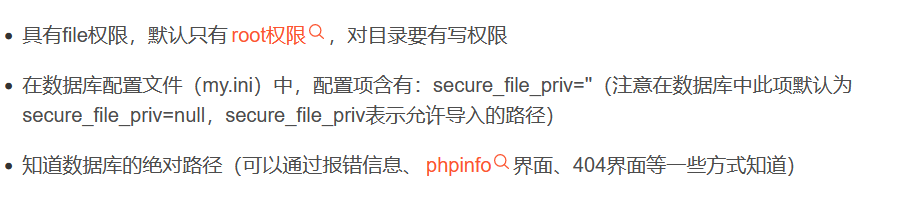 • 具有file权限，默认只有root权限，对目录要有写权限
• 在数据库配置文件（my.ini）中，配置项含有：secure_file_priv=''（注意在数据库中此项默认为
secure_file_priv=null，secure_file_priv表示允许导入的路径）
• 知道数据库的绝对路径（可以通过报错信息、phpinfo界面、404界面等一些方式知道）